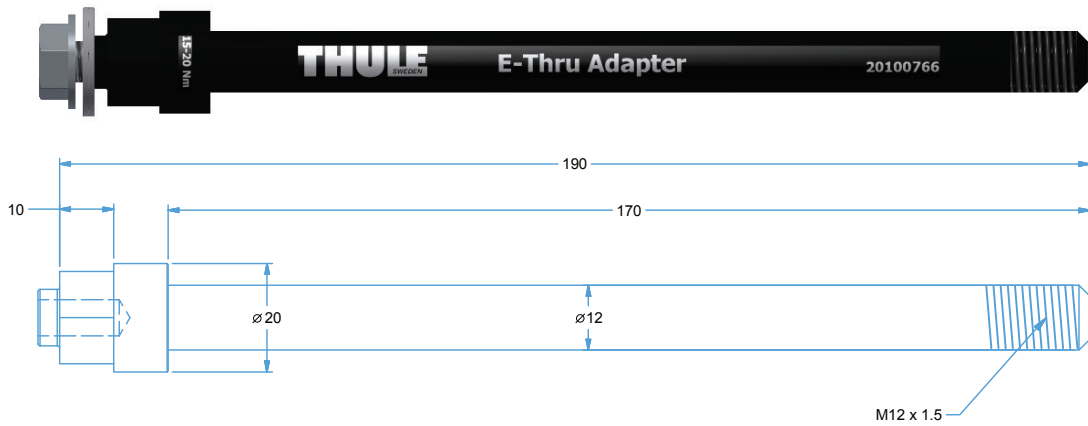 15-20 Nm
THULE
SWEDEN
E-Thru Adapter
20100766
190
10
170
⌀20
⌀12
M12 x 1.5